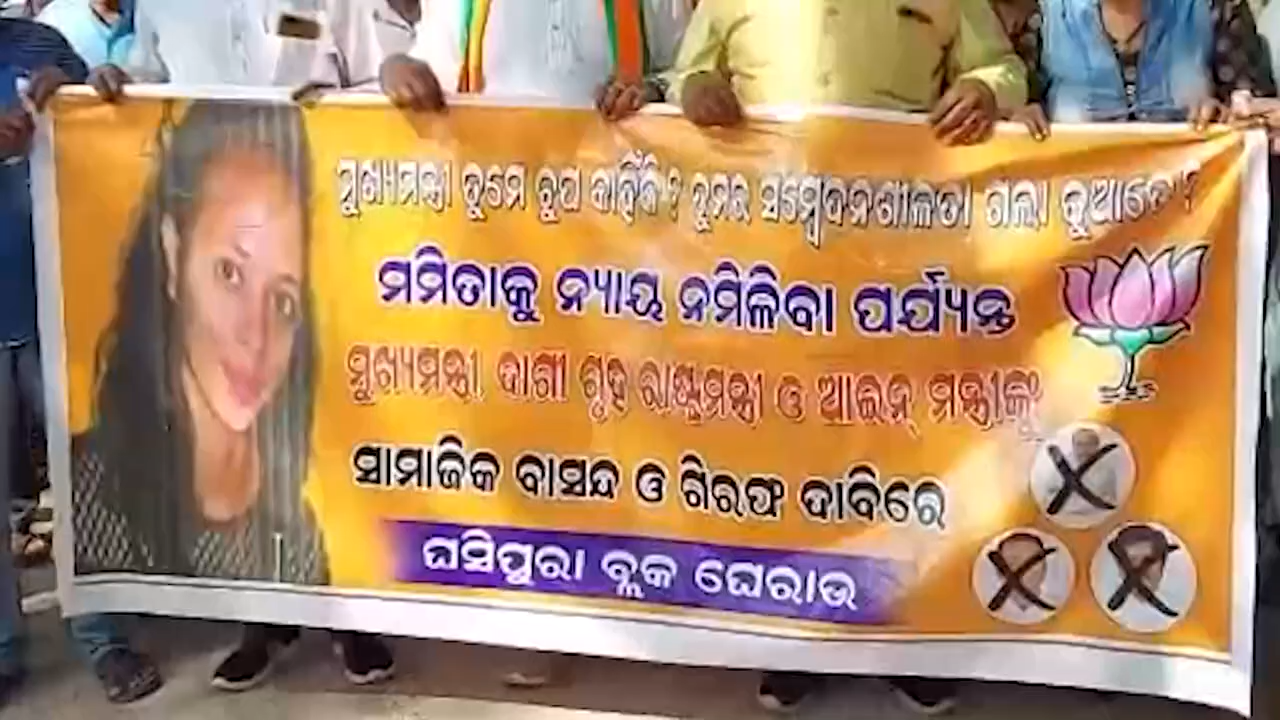 ମୁଖ୍ୟମନ୍ତ୍ରୀ ତୁମେ ଚୁପ କାହିଁକି? ତୁମର ସମ୍ବେଦନଶୀଳତା ଗଲା କୁଆଡେ?
ମମିତାକୁ ନ୍ୟାୟ ନମିଳିବା ପର୍ଯ୍ୟନ୍ତ
ମୁଖ୍ୟମନ୍ତ୍ରୀ ଦାଗୀ ଗୃହ ରାଷ୍ଟ୍ରମନ୍ତ୍ରୀ ଓ ଆଇନ୍ ମନ୍ତ୍ରୀଙ୍କୁ
ସାମାଜିକ ବାସନ୍ଦ ଓ ଗିରଫ ଦାବିରେ
ଘସିପୁରା ବ୍ଲକ ଘେରାଉ